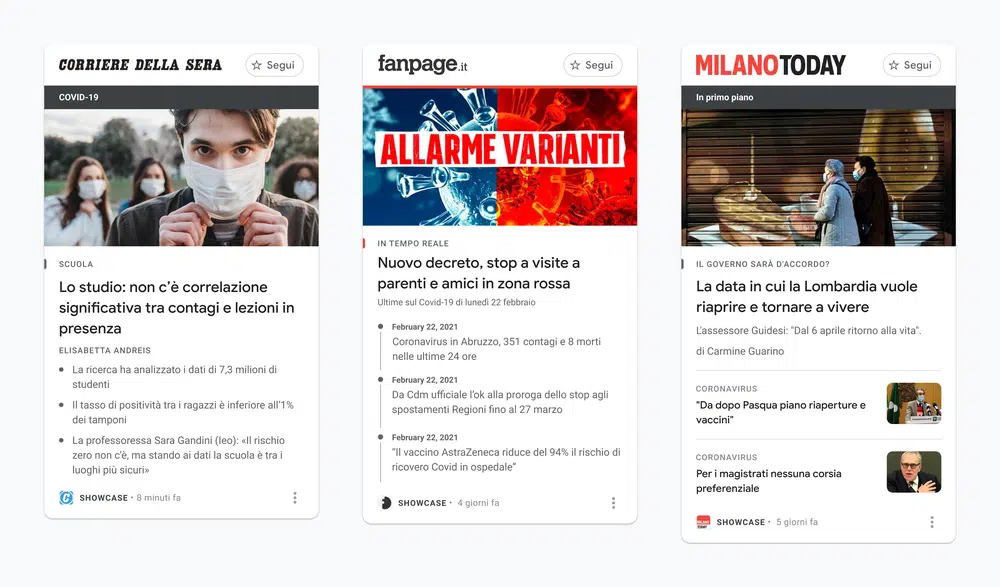 CORRIERE DELLA SERA
Segui
COVID-19
SCUOLA
Lo studio: non c'è correlazione
significativa tra contagi e lezioni in
presenza
ELISABETTA ANDREIS
La ricerca ha analizzato i dati di 7,3 milioni di
studenti
Il tasso di positività tra i ragazzi è inferiore all'1%
dei tamponi
La professoressa Sara Gandini (Ieo): «Il rischio
zero non c'è, ma stando ai dati la scuola è tra i
luoghi più sicuri»
SHOWCASE • 8 minuti fa
fanpage.it
Segui
ALLARME VARIANTI
IN TEMPO REALE
Nuovo decreto, stop a visite a
parenti e amici in zona rossa
Ultime sul Covid-19 di lunedì 22 febbraio
February 22, 2021
Coronavirus in Abruzzo, 351 contagi e 8 morti
nelle ultime 24 ore
February 22, 2021
Da Cdm ufficiale l'ok alla proroga dello stop agli
spostamenti Regioni fino al 27 marzo
February 22, 2021
"Il vaccino AstraZeneca riduce del 94% il rischio di
ricovero Covid in ospedale"
SHOWCASE • 4 giorni fa
MILANOTODAY
Segui
In primo piano
IL GOVERNO SARÀ D'ACCORDO?
La data in cui la Lombardia vuole
riaprire e tornare a vivere
L'assessore Guidesi: "Dal 6 aprile ritorno alla vita".
di Carmine Guarino
CORONAVIRUS
"Da dopo Pasqua piano riaperture e
vaccini"
CORONAVIRUS
Per i magistrati nessuna corsia
preferenziale
MILANO
TODAY
SHOWCASE • 5 giorni fa